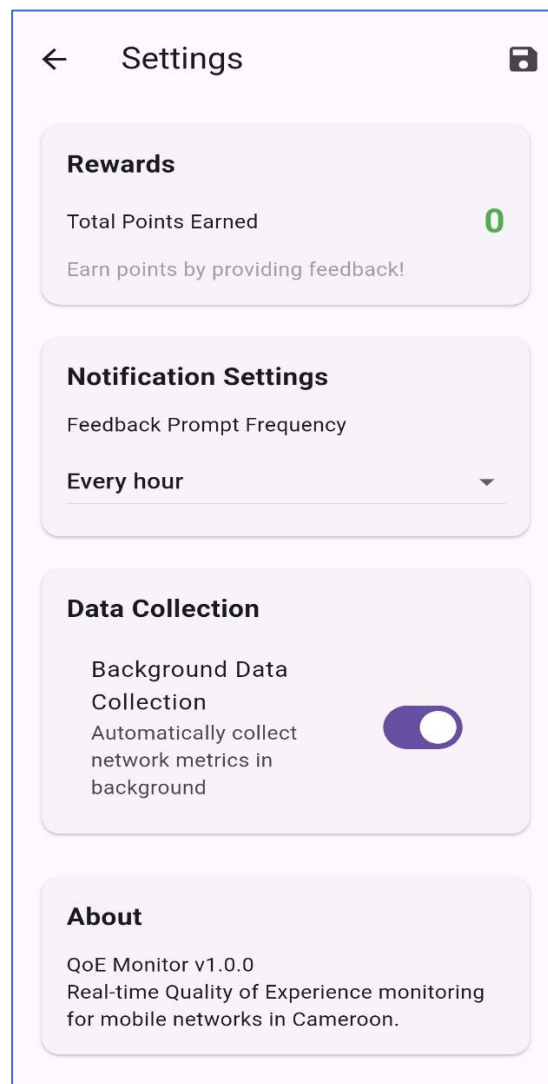 Settings
Rewards
Total Points Earned 0
Earn points by providing feedback!
Notification Settings
Feedback Prompt Frequency
Every hour
Data Collection
Background Data
Collection
Automatically collect
network metrics in
background
About
QoE Monitor v1.0.0
Real-time Quality of Experience monitoring
for mobile networks in Cameroon.